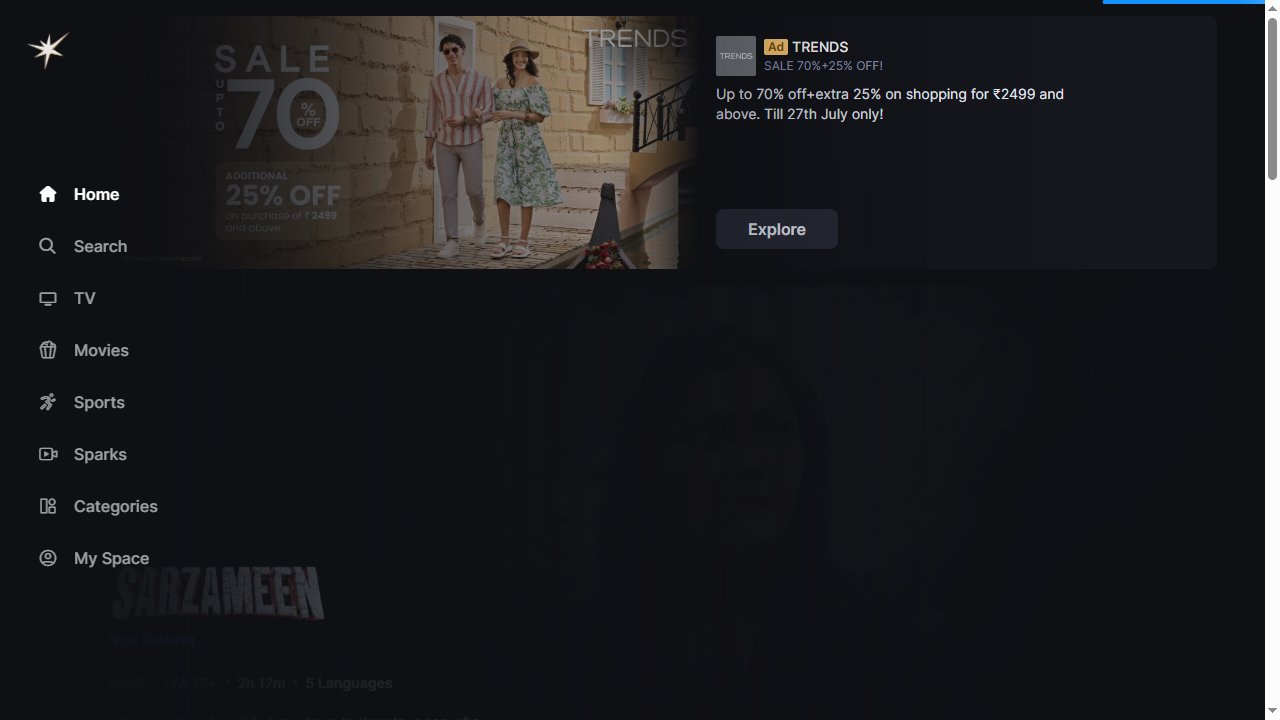 SALE
UPTO
70
%
OFF
ADDITIONAL
25% OFF
on purchase of ₹ 2499
and above
TRENDS
TRENDS
Ad TRENDS
SALE 70%+25% OFF!
Up to 70% off+extra 25% on shopping for ₹2499 and
above. Till 27th July only!
Explore
Home
Search
TV
Movies
Sports
Sparks
Categories
My Space
SARZAMEEN
New Release
2025 U/A 13+ • 2h 17m • 5 Languages